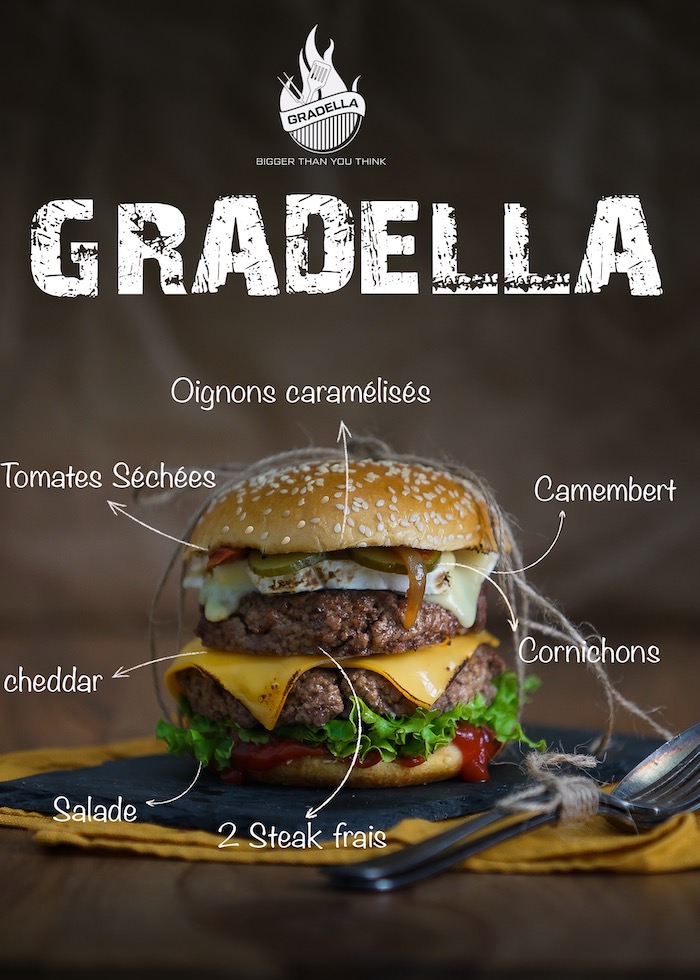 GRADELLA
BIGGER THAN YOU THINK
GRADELLA
Oignons caramélisés
Tomates Séchées
Camembert
Cornichons
cheddar
Salade
2 Steak frais